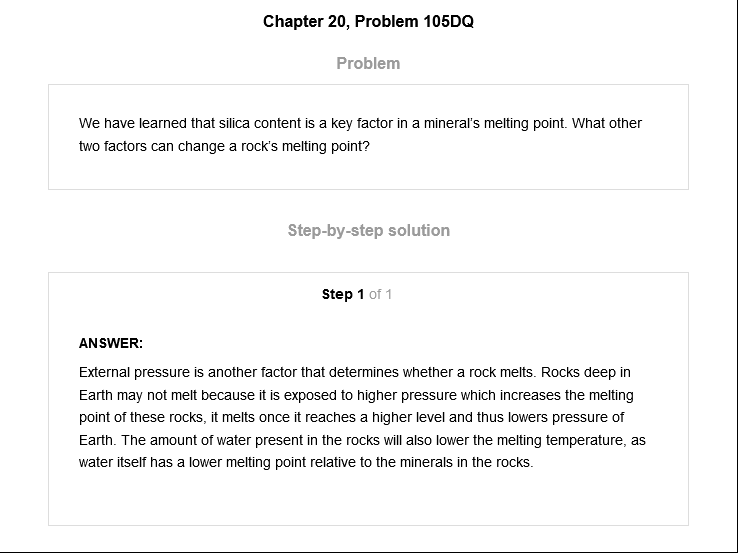 Chapter 20, Problem 105DQ
Problem
We have learned that silica content is a key factor in a mineral's melting point. What other
two factors can change a rock's melting point?
Step-by-step solution
Step 1 of 1
ANSWER:
External pressure is another factor that determines whether a rock melts. Rocks deep in
Earth may not melt because it is exposed to higher pressure which increases the melting
point of these rocks, it melts once it reaches a higher level and thus lowers pressure of
Earth. The amount of water present in the rocks will also lower the melting temperature, as
water itself has a lower melting point relative to the minerals in the rocks.